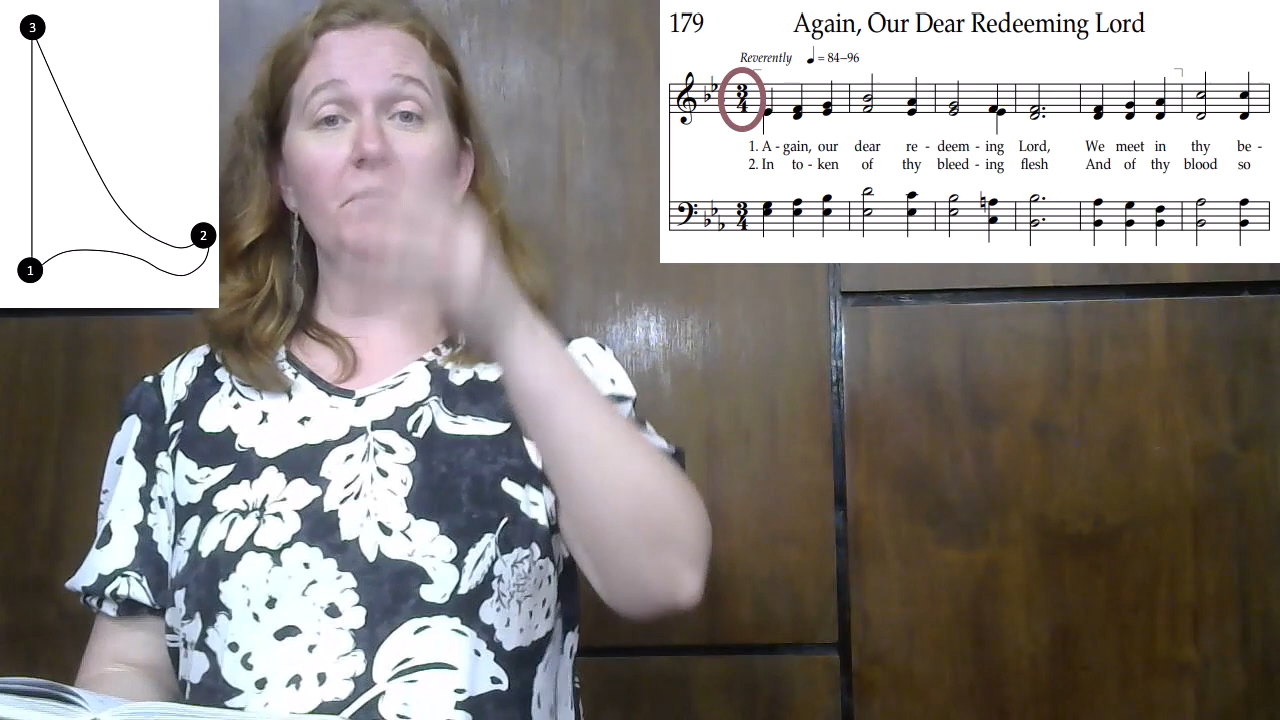 3
2
1
179 Again, Our Dear Redeeming Lord
Reverently ♩ = 84–96
3
4
1. A - gain, our dear re - deem - ing Lord, We meet in thy be -
2. In to - ken of thy bleed - ing flesh And of thy blood so
3
4